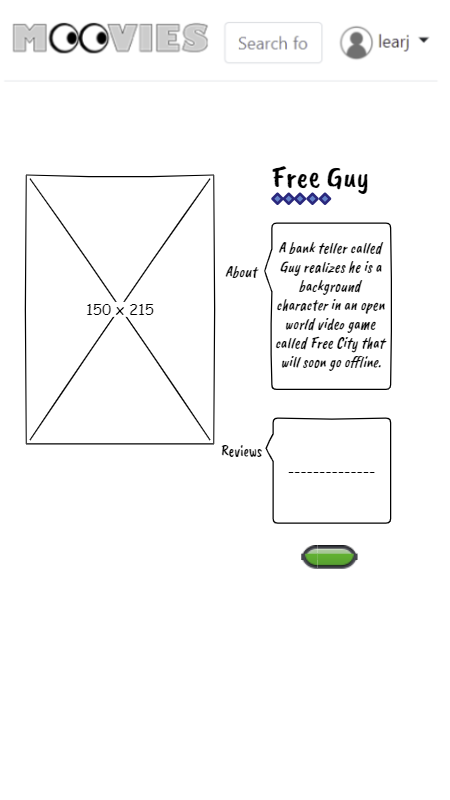 MOOVIES
Search fo
learj
Free Guy
150 x 215
About
A bank teller called
Guy realizes he is a
background
character in an open
world video game
called Free City that
will soon go offline.
Reviews